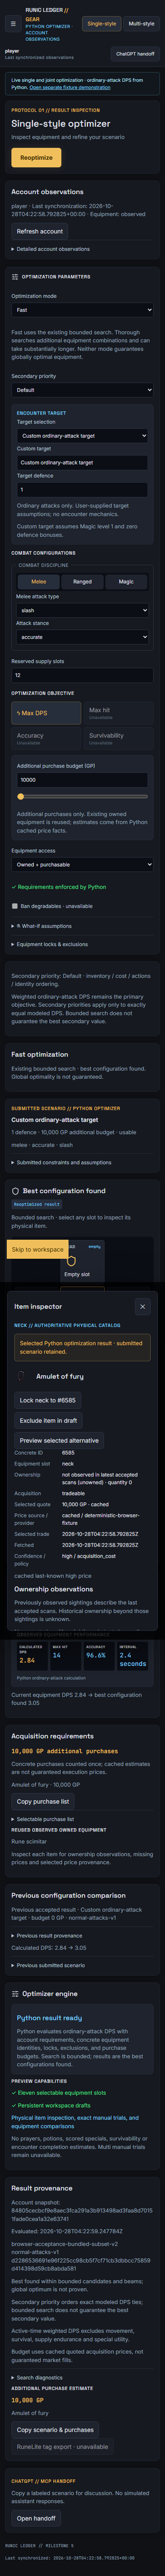 RUNIC LEDGER //
GEAR
PYTHON OPTIMIZER ·
ACCOUNT
OBSERVATIONS
Single-style
Multi-style
player
Last synchronized observations
ChatGPT handoff
Live single and joint optimization · ordinary-attack DPS from
Python. Open separate fixture demonstration
PROTOCOL 01 // RESULT INSPECTION
Single-style optimizer
Inspect equipment and refine your scenario
Reoptimize
Account observations
player · Last synchronization: 2026-10-
28T04:22:58.792825+00:00 · Equipment: observed
Refresh account
▸ Detailed account observations
OPTIMIZATION PARAMETERS
Optimization mode
Fast
Fast uses the existing bounded search. Thorough
searches additional equipment combinations and can
take substantially longer. Neither mode guarantees
globally optimal equipment.
Secondary priority
Default
ENCOUNTER TARGET
Target selection
Custom ordinary-attack target
Custom target
Custom ordinary-attack target
Target defence
1
Ordinary attacks only. User-supplied target
assumptions; no encounter mechanics.
Custom target assumes Magic level 1 and zero
defence bonuses.
COMBAT CONFIGURATIONS
COMBAT DISCIPLINE
Melee
Ranged
Magic
Melee attack type
slash
Attack stance
accurate
Reserved supply slots
12
OPTIMIZATION OBJECTIVE
ϟ Max DPS
Max hit
Unavailable
Accuracy
Unavailable
Survivability
Unavailable
Additional purchase budget (GP)
10000
Additional purchases only. Existing owned
equipment is reused; estimates come from Python
cached price facts.
Equipment access
Owned + purchasable
✓ Requirements enforced by Python
Ban degradables · unavailable
▸ What-if assumptions
▸ Equipment locks & exclusions
Secondary priority: Default · inventory / cost / actions
/ identity ordering.
Weighted ordinary-attack DPS remains the primary
objective. Secondary priorities apply only to exactly
equal modeled DPS. Bounded search does not
guarantee the best secondary value.
Fast optimization
Existing bounded search · best configuration found.
Global optimality is not guaranteed.
SUBMITTED SCENARIO // PYTHON OPTIMIZER
Custom ordinary-attack target
1 defence · 10,000 GP additional budget · usable
melee · accurate · slash
▸ Submitted constraints and assumptions
Best configuration found
Reoptimized result
Bounded search · select any slot to inspect its
physical item.
Skip to workspace
empty
Empty slot
Item inspector
NECK // AUTHORITATIVE PHYSICAL CATALOG
Selected Python optimization result · submitted
scenario retained.
Amulet of fury
Lock neck to #6585
Exclude item in draft
Preview selected alternative
Concrete ID 6585
Equipment slot neck
Ownership not observed in latest accepted
scans (unowned) · quantity 0
Acquisition tradeable
Selected quote 10,000 GP · cached
Price source / cached / deterministic-browser-
provider fixture
Selected trade 2026-10-28T04:22:58.792825Z
Fetched 2026-10-28T04:22:58.792825Z
Confidence / high / acquisition_cost
policy
cached last-known high price
Ownership observations
Previously observed sightings describe the last
accepted scans. Historical ownership beyond those
sightings is unknown.
CALCULATED
DPS
2.84
MAX HIT
14
ACCURACY
96.6%
INTERVAL
2.4
seconds
Python ordinary-attack calculation
Current equipment DPS 2.84 → best configuration
found 3.05.
Acquisition requirements
10,000 GP additional purchases
Concrete purchases counted once; cached estimates
are not guaranteed execution prices.
Amulet of fury · 10,000 GP
Copy purchase list
▸ Selectable purchase list
REUSED OBSERVED OWNED EQUIPMENT
Rune scimitar
Inspect an equipment slot for requirements, missing
prices and selected provenance.
Previous configuration comparison
Previous accepted result · Custom ordinary-attack
target · budget 0 GP · normal-attacks-v1
▸ Previous result provenance
Calculated DPS: 2.84 → 3.05
▸ Previous submitted scenario
Optimizer engine
Python result ready
Python evaluates ordinary-attack DPS with
account requirements, concrete equipment
identities, locks, exclusions, and purchase
budgets. Search is bounded; results are the best
configurations found.
PREVIEW CAPABILITIES
✓ Eleven selectable equipment slots
✓ Persistent workspace drafts
Physical item inspection, exact manual trials, and
equipment comparisons
No prayers, potions, scored specials, survivability or
encounter completion estimates. Multi manual trials
remain unavailable.
Result provenance
Account snapshot:
Evaluated: 2026-10-28T04:22:59.247784Z
browser-acceptance-bundled-subset-v2
normal-attacks-v1
Best found within bounded candidates and beams;
global optimum is not proven.
Secondary priority orders exact modeled DPS ties;
bounded search does not guarantee the best
secondary value.
Active-time weighted DPS excludes movement,
survival, supply endurance and special utility.
Budget uses cached quoted acquisition prices, not
guaranteed market fills.
▸ Search diagnostics
ADDITIONAL PURCHASE ESTIMATE
10,000 GP
Amulet of fury
Copy scenario & purchases
RuneLite tag export · unavailable
CHATGPT // MCP HANDOFF
Copy a labeled scenario for discussion. No simulated
assistant responses.
Open handoff
RUNIC LEDGER // MILESTONE 5
Last synchronized: 2026-10-28T04:22:58.792825+00:00